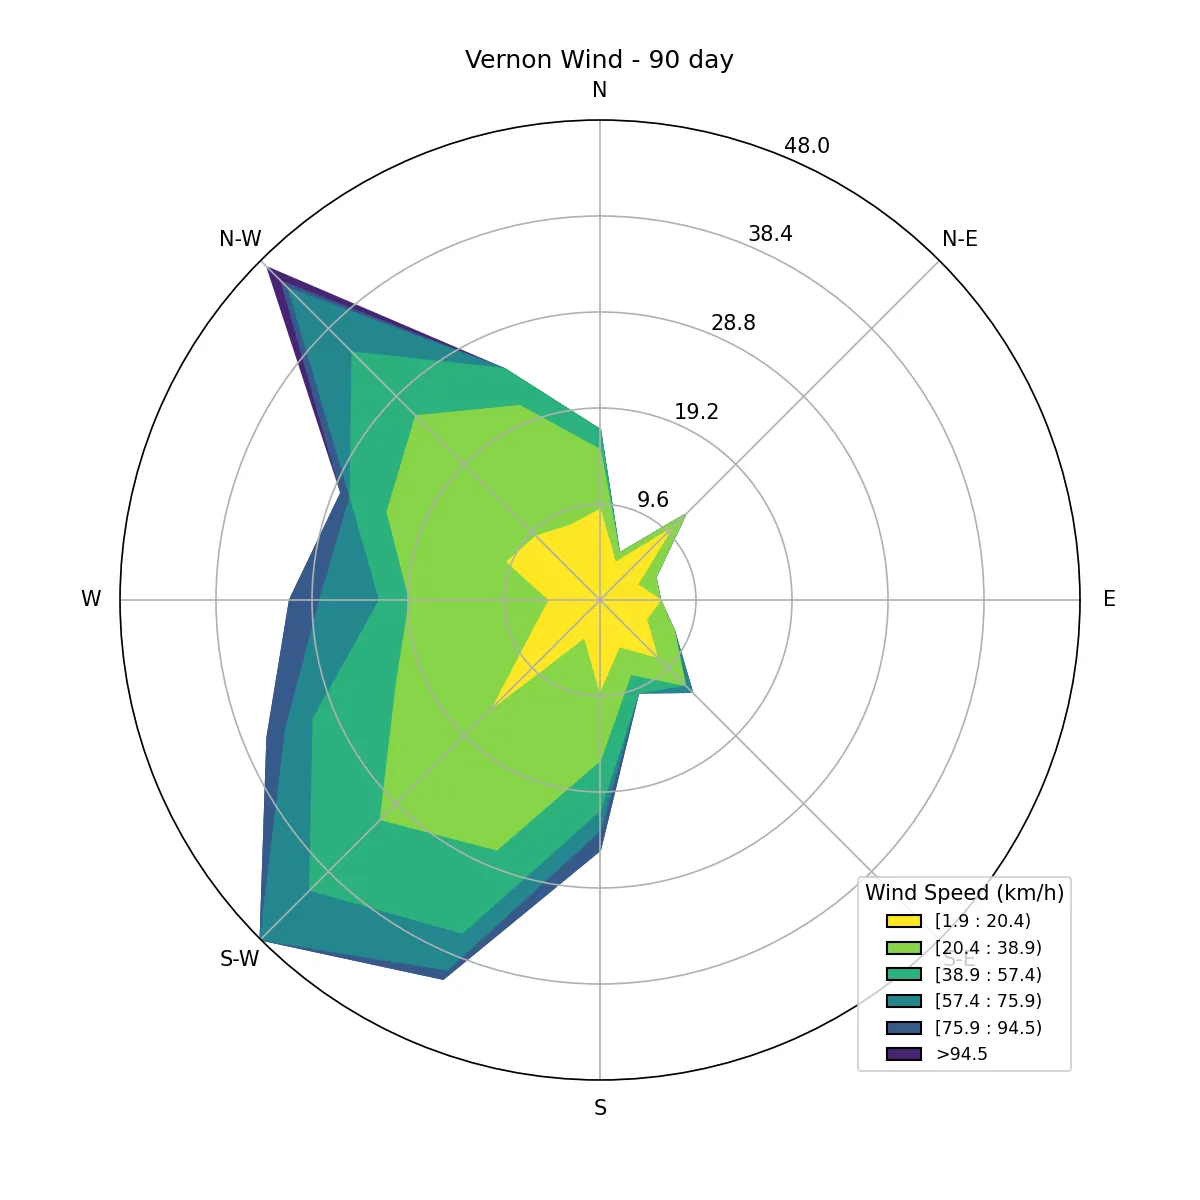 Vernon Wind - 90 day
N
48.0
N-W
N-E
38.4
28.8
19.2
9.6
W
E
S-W
S-E
S
Wind Speed (km/h)
[1.9 : 20.4)
[20.4 : 38.9)
[38.9 : 57.4)
[57.4 : 75.9)
[75.9 : 94.5)
>94.5